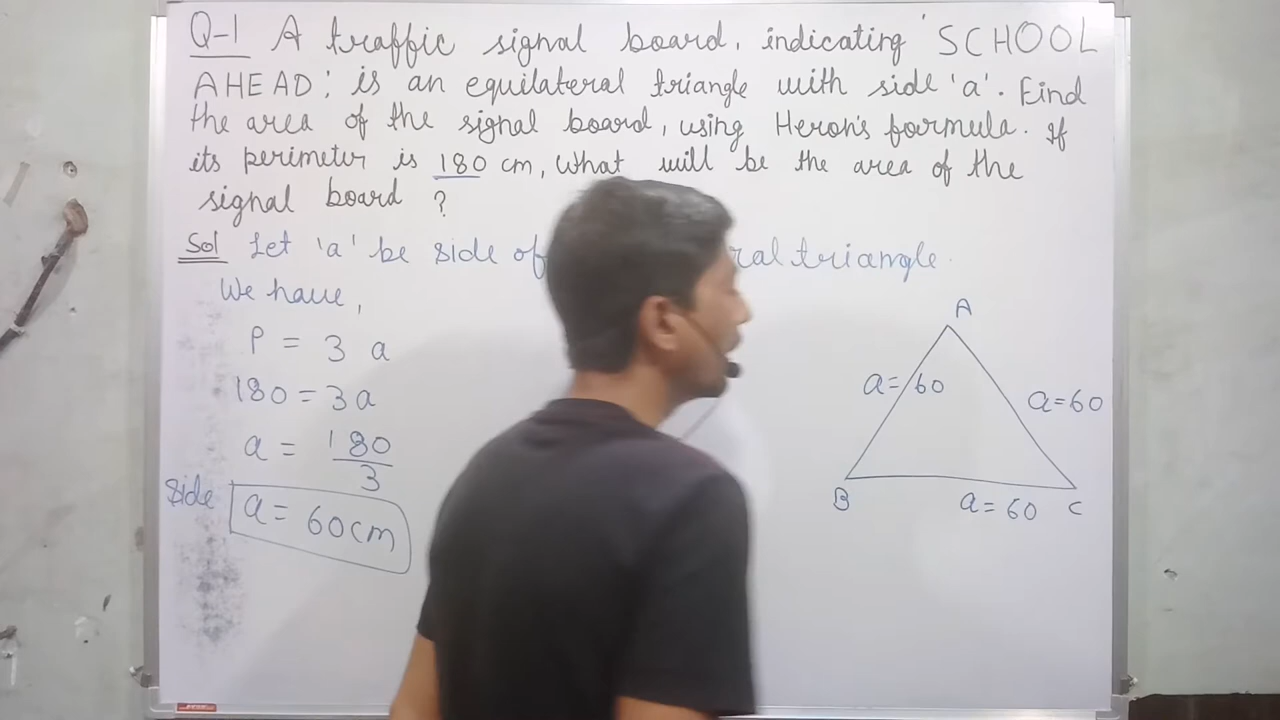 Q-1 A traffic signal board, indicating 'SCHOOL
AHEAD: is an equilateral triangle with side 'a'. Find
the area of the signal board, using Heron's formula. If
its perimeter is 180 cm, What will be the area of the
signal board ?
Sol Let 'a' be side of triangle.
We have,
P = 3 a
180 = 3a
a = 180/3
Side a = 60cm
A
a = 60
a=60
B
a = 60
C